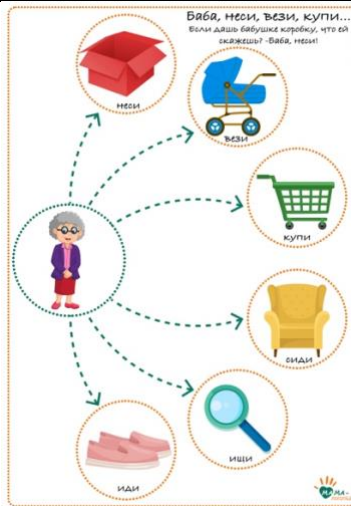 Баба, неси, вези, купи...
Если дашь бабушке коробку, что ей
скажешь? -Баба, неси!
неси
вези
купи
сиди
ищи
иди